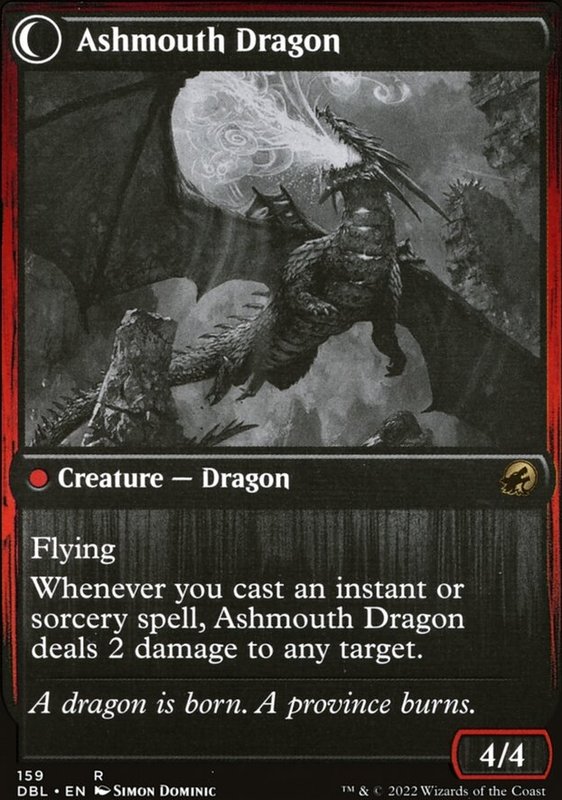 Ashmouth Dragon
Creature — Dragon
Flying
Whenever you cast an instant or
sorcery spell, Ashmouth Dragon
deals 2 damage to any target.
A dragon is born. A province burns.
4/4
159 R
DBL • EN SIMON DOMINIC
™ & © 2022 Wizards of the Coast